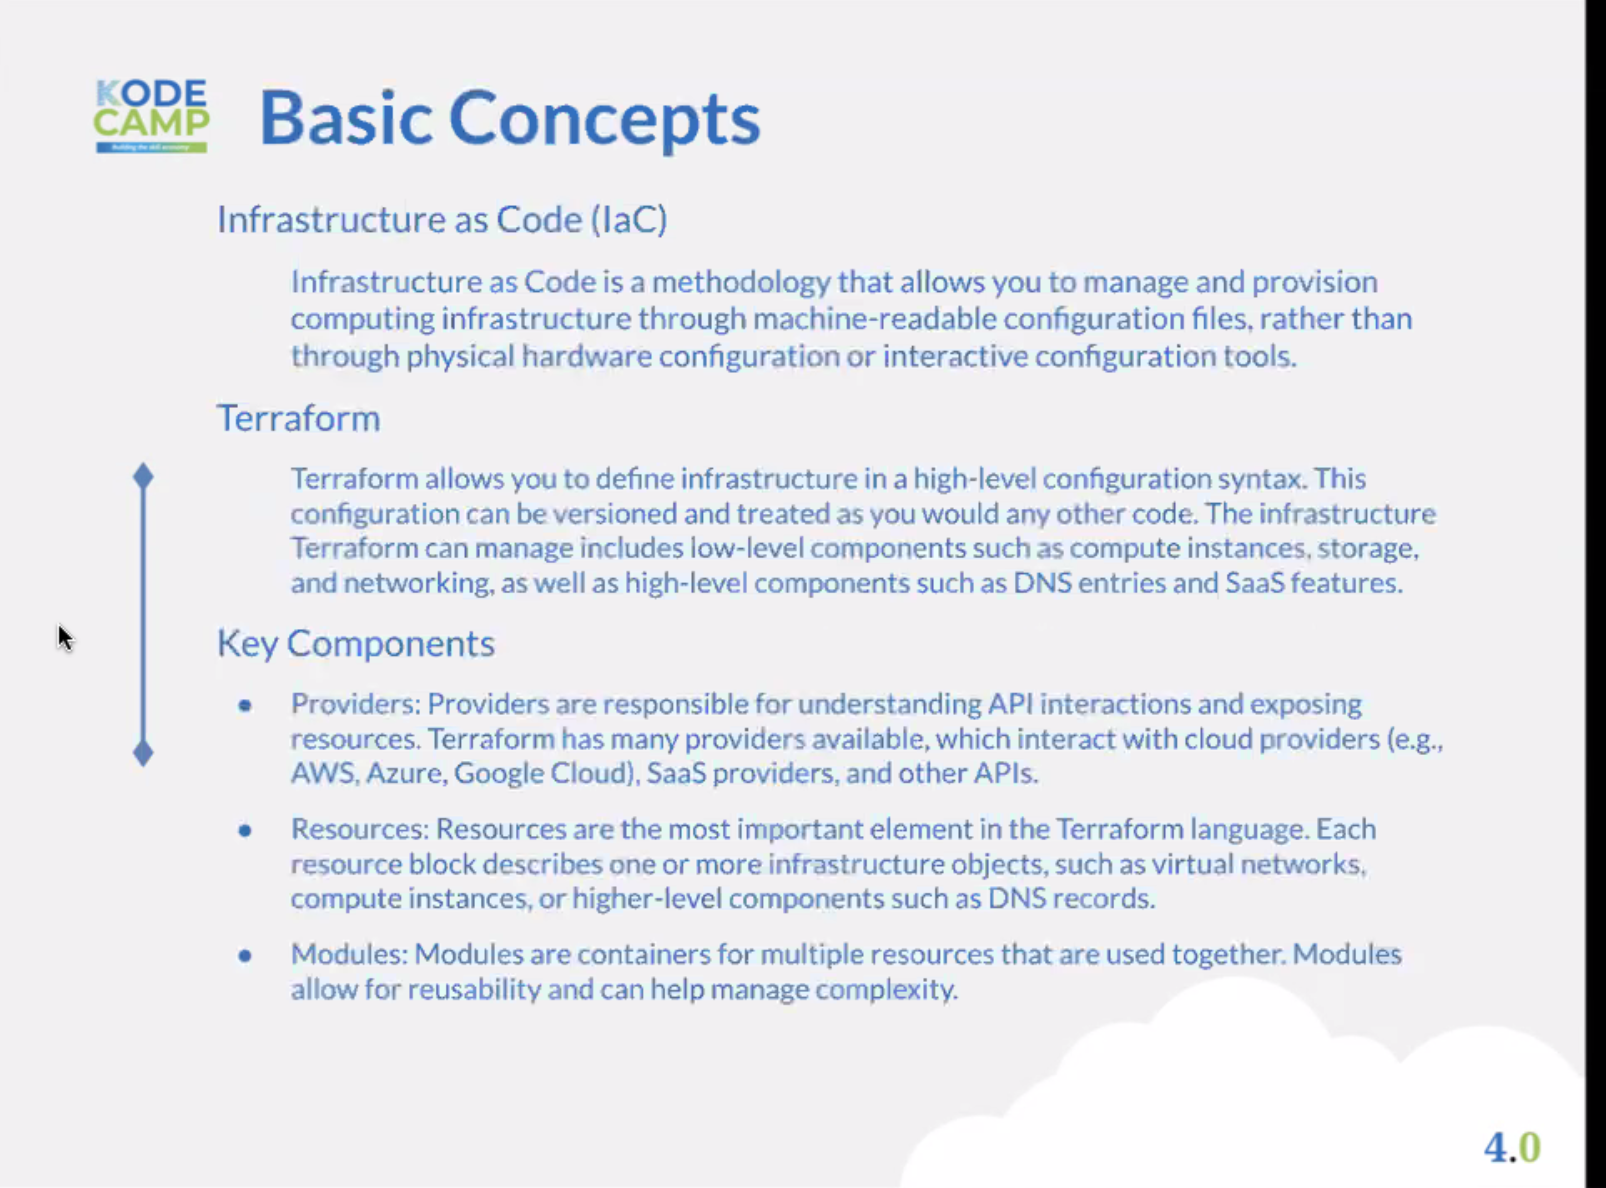 KODE
CAMP
Building the skill economy
Basic Concepts
Infrastructure as Code (IaC)
Infrastructure as Code is a methodology that allows you to manage and provision
computing infrastructure through machine-readable configuration files, rather than
through physical hardware configuration or interactive configuration tools.
Terraform
Terraform allows you to define infrastructure in a high-level configuration syntax. This
configuration can be versioned and treated as you would any other code. The infrastructure
Terraform can manage includes low-level components such as compute instances, storage,
and networking, as well as high-level components such as DNS entries and SaaS features.
Key Components
• Providers: Providers are responsible for understanding API interactions and exposing
resources. Terraform has many providers available, which interact with cloud providers (e.g.,
AWS, Azure, Google Cloud), SaaS providers, and other APIs.
• Resources: Resources are the most important element in the Terraform language. Each
resource block describes one or more infrastructure objects, such as virtual networks,
compute instances, or higher-level components such as DNS records.
• Modules: Modules are containers for multiple resources that are used together. Modules
allow for reusability and can help manage complexity.
4.0